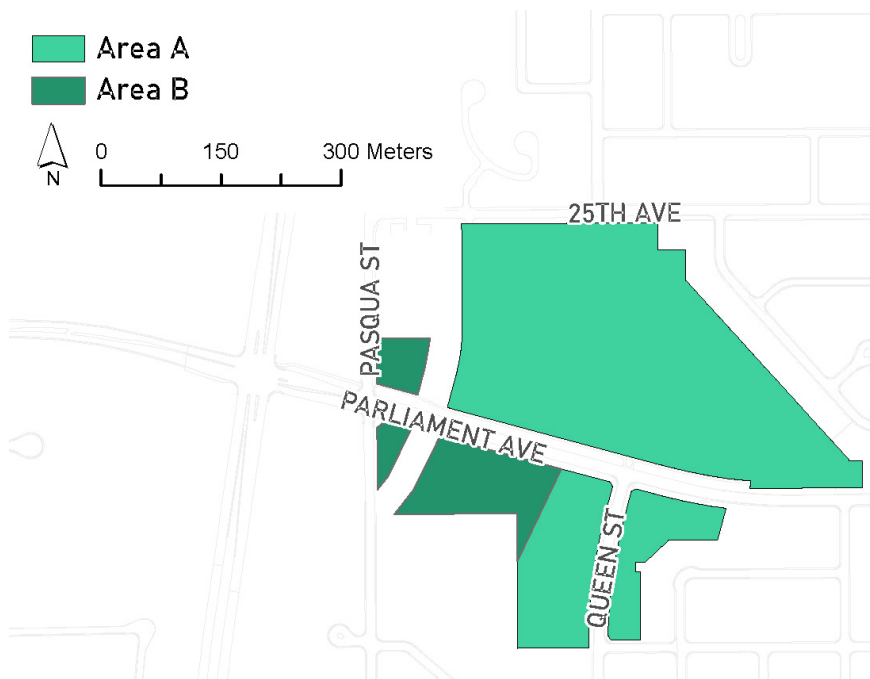 Area A
Area B
0 150 300 Meters
N
25TH AVE
PASQUA ST
PARLIAMENT AVE
QUEEN ST